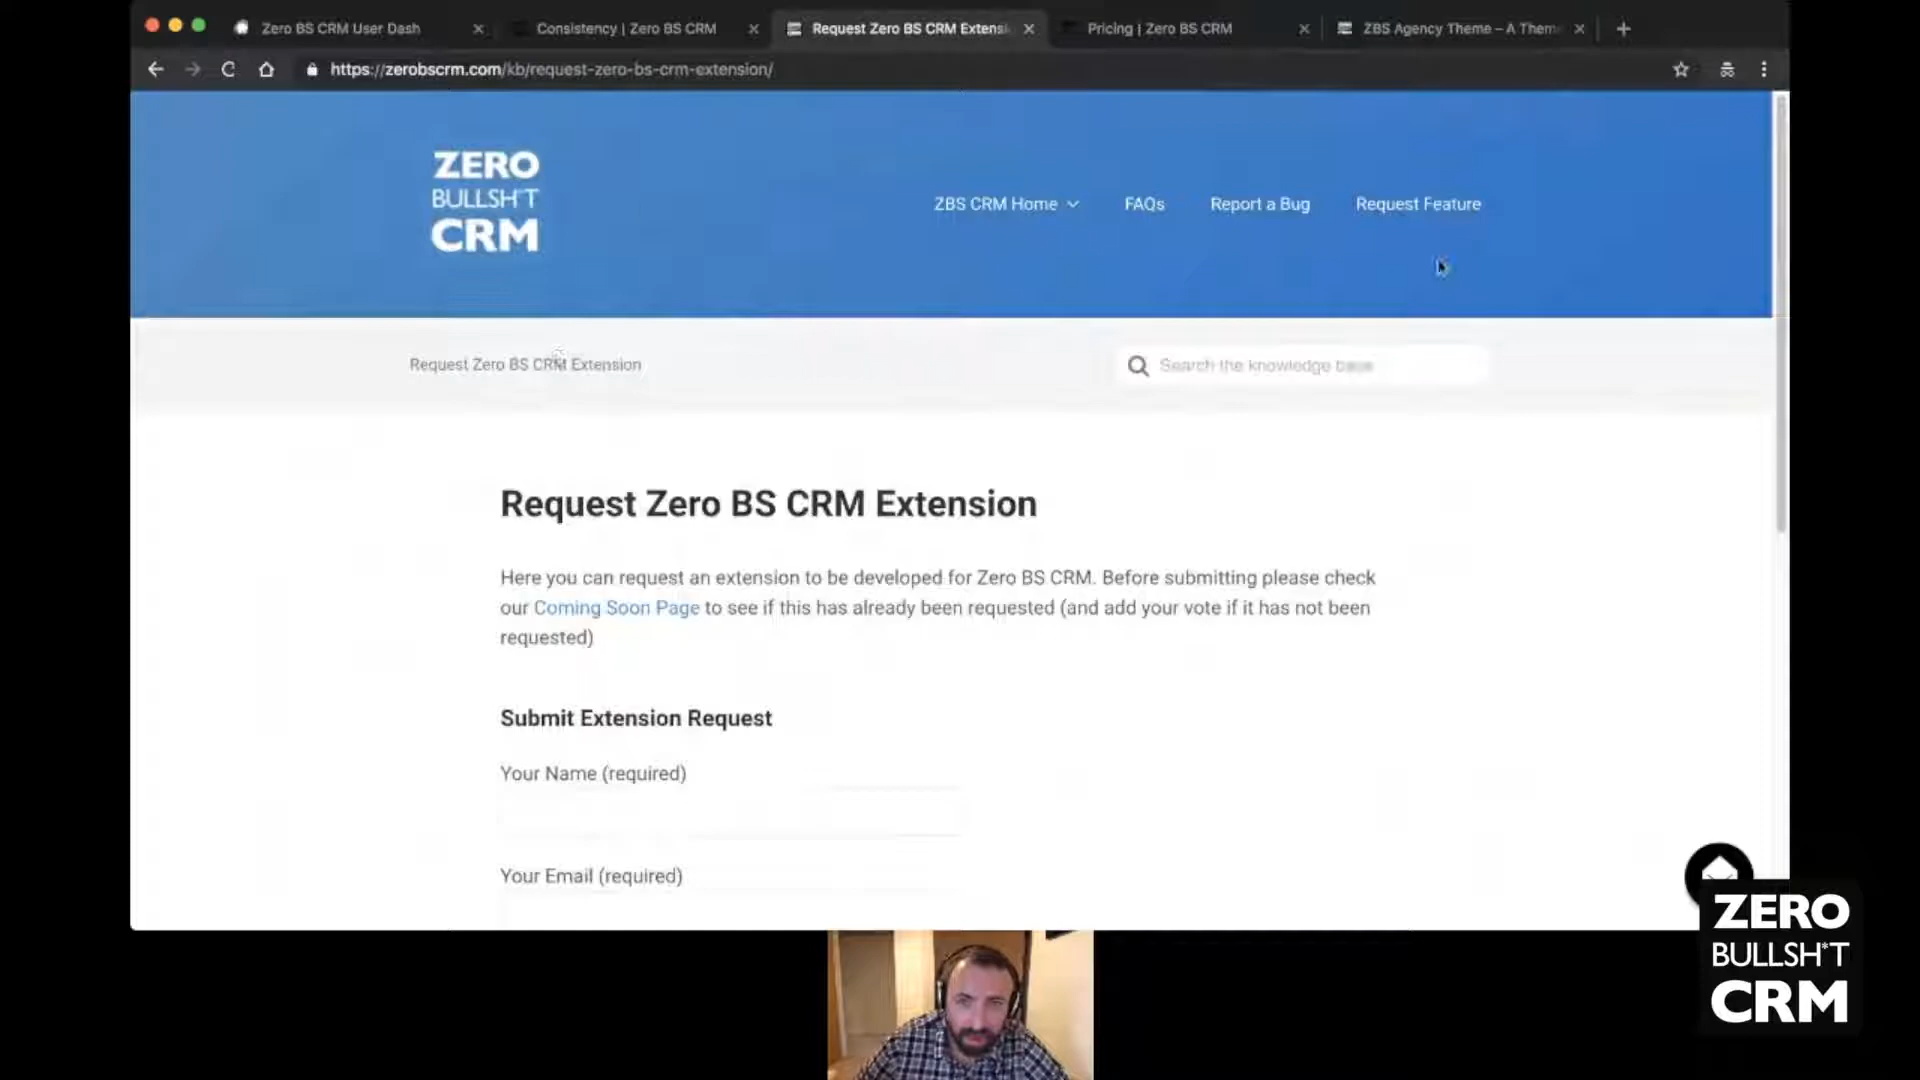 Zero BS CRM User Dash
Consistency | Zero BS CRM
Request Zero BS CRM Extensi
Pricing | Zero BS CRM
ZBS Agency Theme – A Them
https://zerobscrm.com/kb/request-zero-bs-crm-extension/
ZERO
BULLSH*T
CRM
ZBS CRM Home
FAQs
Report a Bug
Request Feature
Request Zero BS CRM Extension
Search the knowledge base
Request Zero BS CRM Extension
Here you can request an extension to be developed for Zero BS CRM. Before submitting please check
our Coming Soon Page to see if this has already been requested (and add your vote if it has not been
requested)
Submit Extension Request
Your Name (required)
Your Email (required)
ZERO
BULLSH*T
CRM